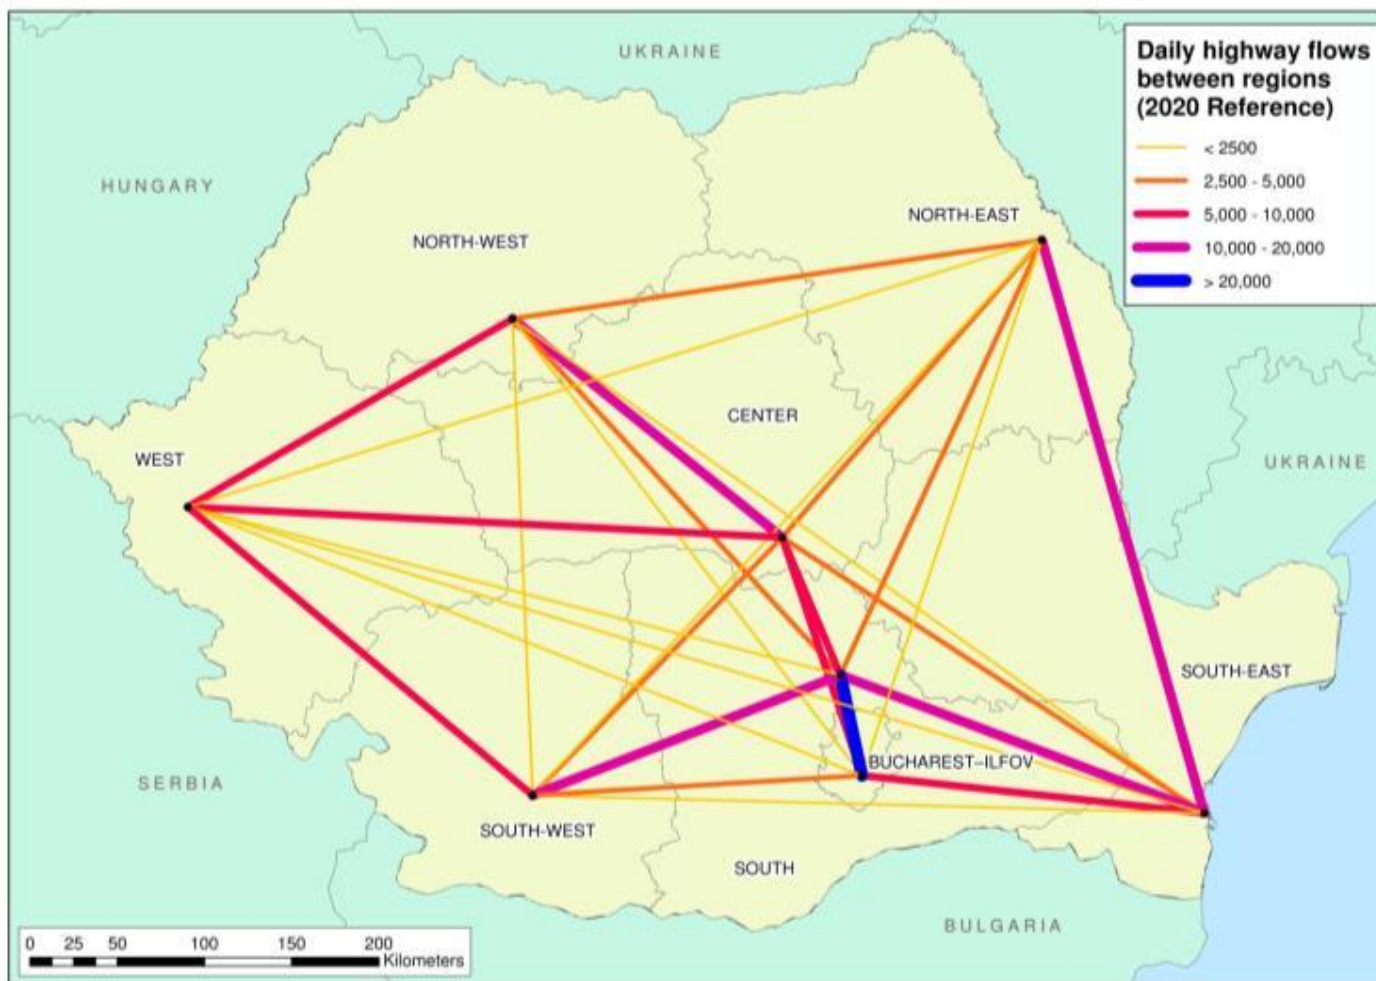 UKRAINE
Daily highway flows
between regions
(2020 Reference)
< 2500
2,500 - 5,000
5,000 - 10,000
10,000 - 20,000
> 20,000
HUNGARY
NORTH-EAST
NORTH-WEST
CENTER
WEST
UKRAINE
SOUTH-EAST
BUCHAREST–ILFOV
SERBIA
SOUTH-WEST
SOUTH
BULGARIA
0 25 50 100 150 200
Kilometers